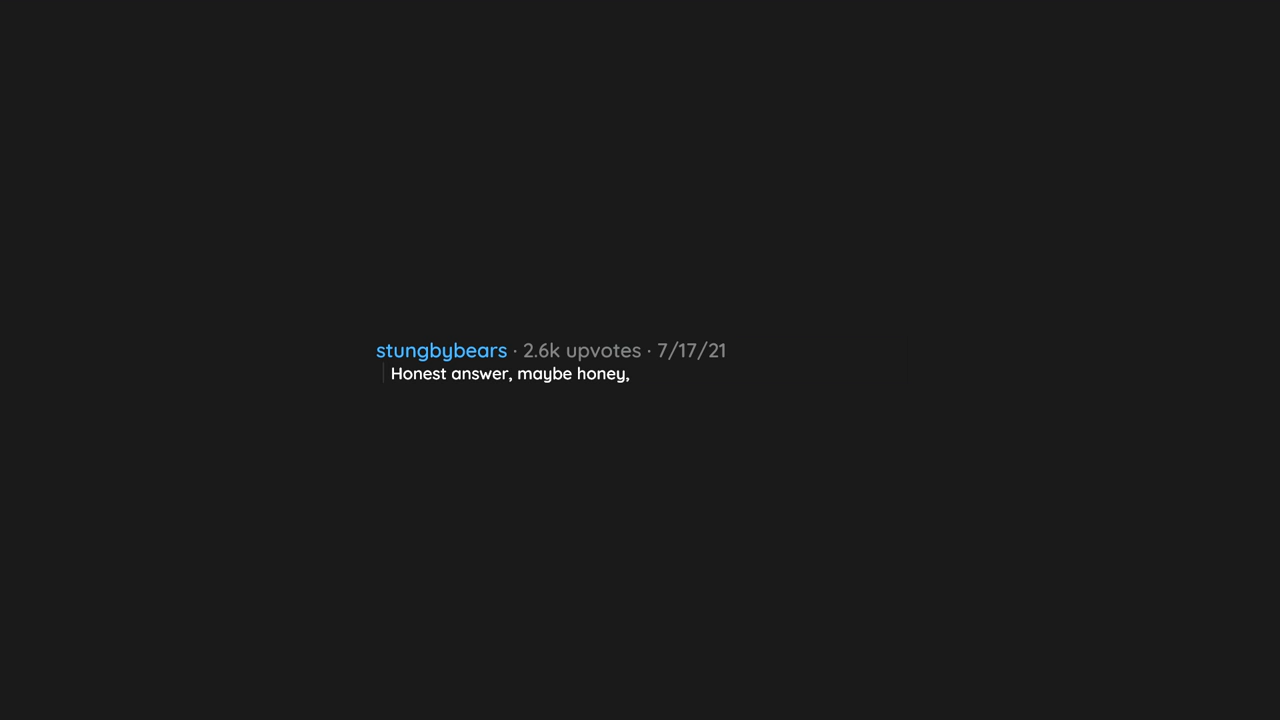 stungbybears · 2.6k upvotes · 7/17/21
Honest answer, maybe honey,